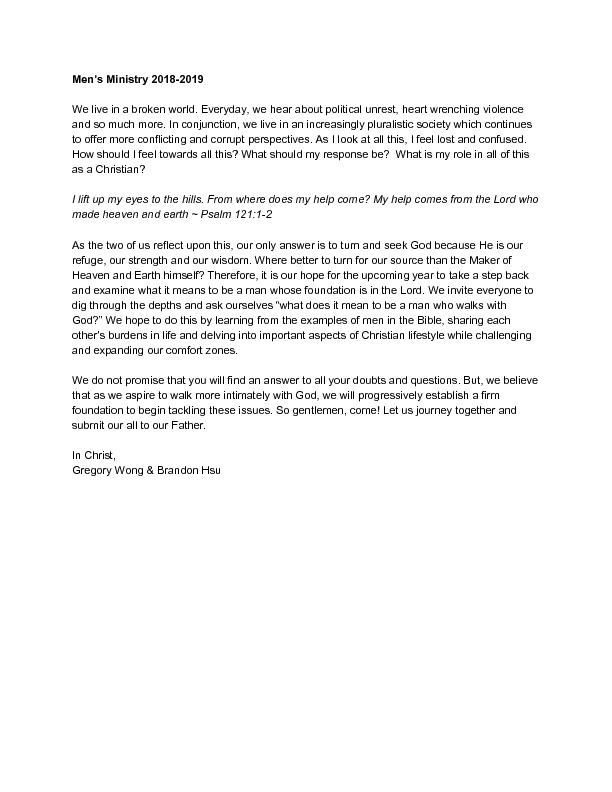 Men's Ministry 2018-2019
We live in a broken world. Everyday, we hear about political unrest, heart wrenching violence
and so much more. In conjunction, we live in an increasingly pluralistic society which continues
to offer more conflicting and corrupt perspectives. As I look at all this, I feel lost and confused.
How should I feel towards all this? What should my response be?  What is my role in all of this
as a Christian?
I lift up my eyes to the hills. From where does my help come? My help comes from the Lord who
made heaven and earth ~ Psalm 121:1-2
As the two of us reflect upon this, our only answer is to turn and seek God because He is our
refuge, our strength and our wisdom. Where better to turn for our source than the Maker of
Heaven and Earth himself? Therefore, it is our hope for the upcoming year to take a step back
and examine what it means to be a man whose foundation is in the Lord. We invite everyone to
dig through the depths and ask ourselves “what does it mean to be a man who walks with
God?” We hope to do this by learning from the examples of men in the Bible, sharing each
other's burdens in life and delving into important aspects of Christian lifestyle while challenging
and expanding our comfort zones.
We do not promise that you will find an answer to all your doubts and questions. But, we believe
that as we aspire to walk more intimately with God, we will progressively establish a firm
foundation to begin tackling these issues. So gentlemen, come! Let us journey together and
submit our all to our Father.
In Christ,
Gregory Wong & Brandon Hsu